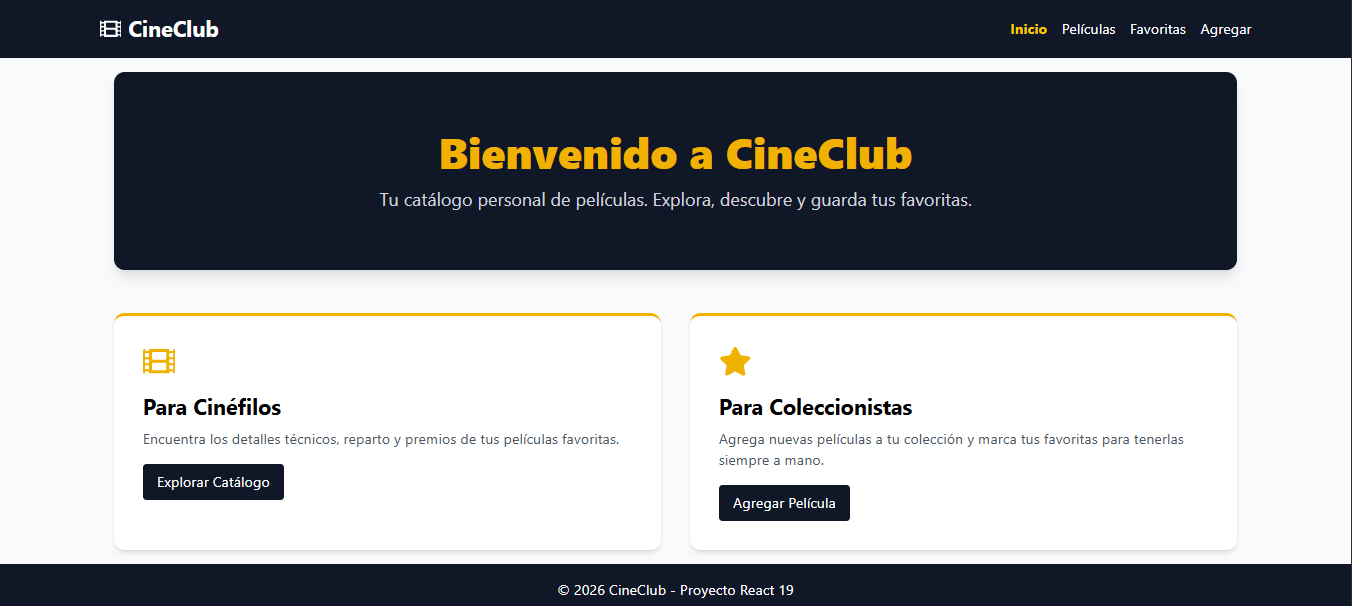 CineClub
Inicio Películas Favoritas Agregar
Bienvenido a CineClub
Tu catálogo personal de películas. Explora, descubre y guarda tus favoritas.
Para Cinéfilos
Encuentra los detalles técnicos, reparto y premios de tus películas favoritas.
Explorar Catálogo
Para Coleccionistas
Agrega nuevas películas a tu colección y marca tus favoritas para tenerlas
siempre a mano.
Agregar Película
© 2026 CineClub - Proyecto React 19